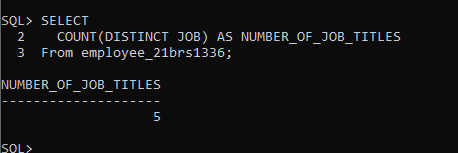 SQL> SELECT
  2    COUNT(DISTINCT JOB) AS NUMBER_OF_JOB_TITLES
  3  From employee_21brs1336;
NUMBER_OF_JOB_TITLES
--------------------
                   5
SQL>